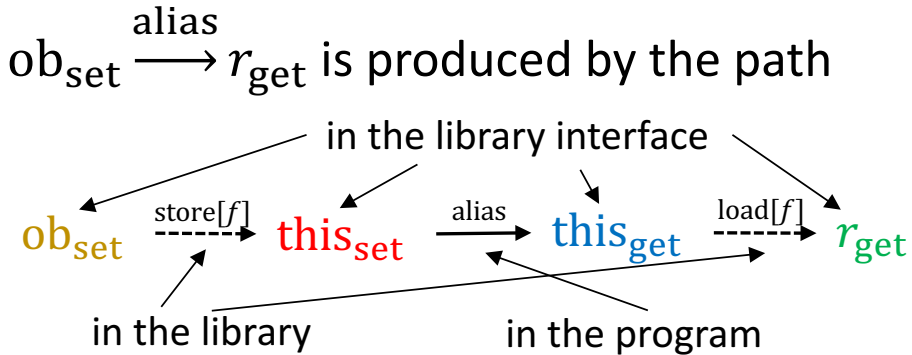 alias
ob_set → r_get is produced by the path
in the library interface
store[f] alias load[f]
ob_set this_set this_get r_get
in the library in the program